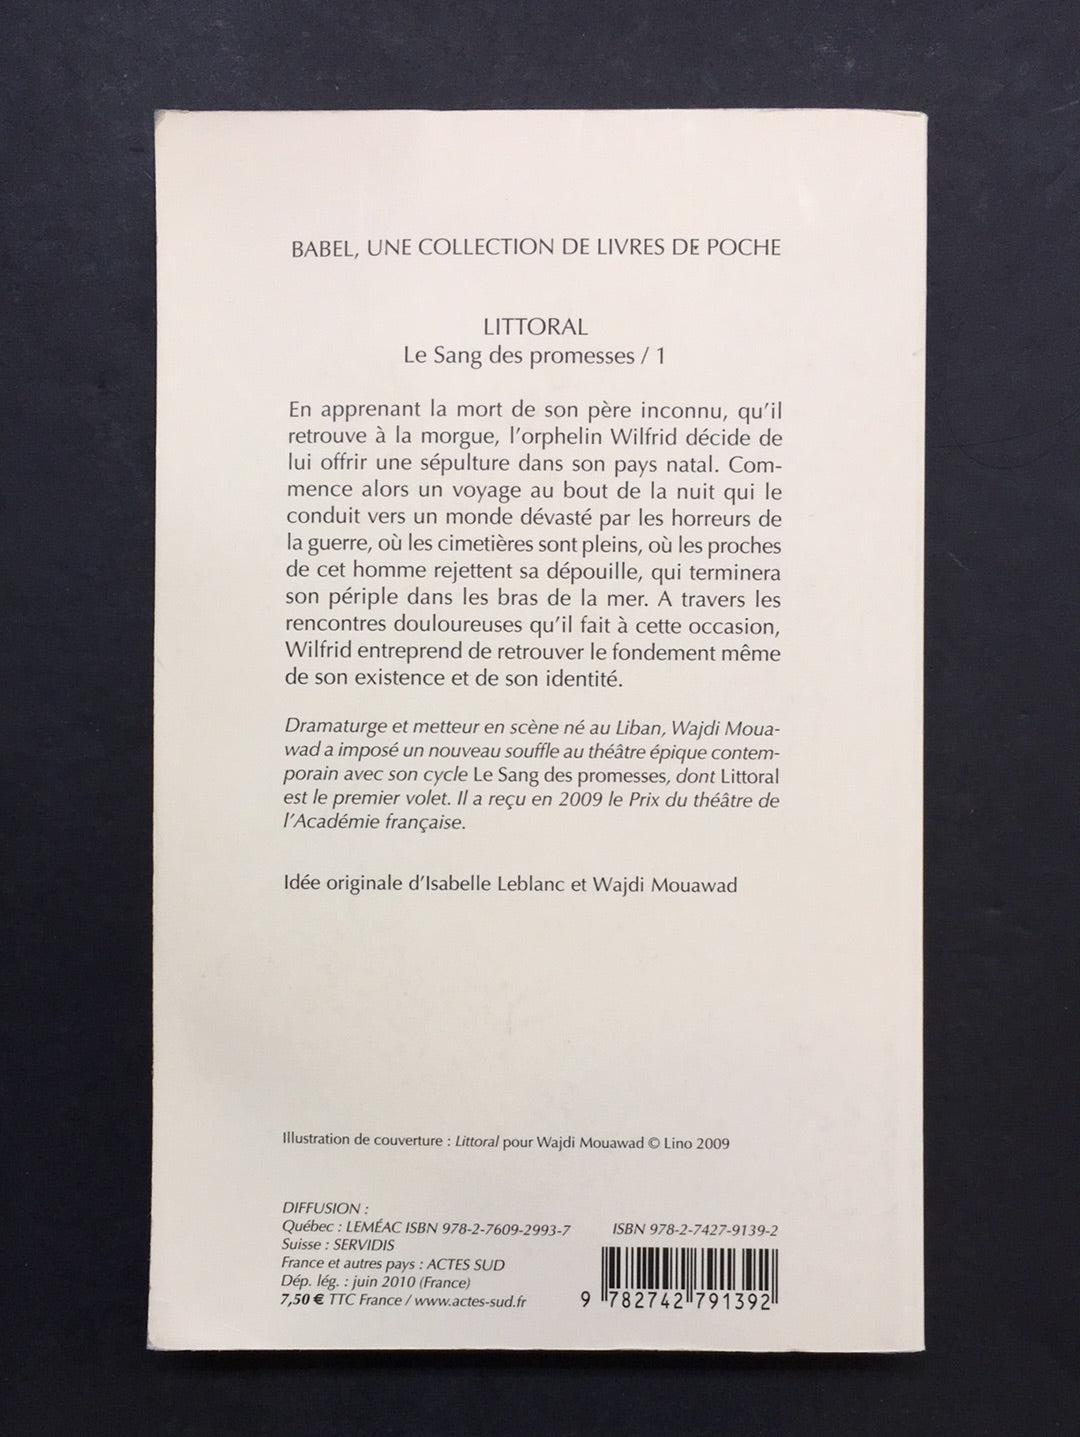 BABEL, UNE COLLECTION DE LIVRES DE POCHE
LITTORAL
Le Sang des promesses / 1
En apprenant la mort de son père inconnu, qu'il
retrouve à la morgue, l'orphelin Wilfrid décide de
lui offrir une sépulture dans son pays natal. Com-
mence alors un voyage au bout de la nuit qui le
conduit vers un monde dévasté par les horreurs de
la guerre, où les cimetières sont pleins, où les proches
de cet homme rejettent sa dépouille, qui terminera
son périple dans les bras de la mer. A travers les
rencontres douloureuses qu'il fait à cette occasion,
Wilfrid entreprend de retrouver le fondement même
de son existence et de son identité.
Dramaturge et metteur en scène né au Liban, Wajdi Moua-
wad a imposé un nouveau souffle au théâtre épique contem-
porain avec son cycle Le Sang des promesses, dont Littoral
est le premier volet. Il a reçu en 2009 le Prix du théâtre de
l'Académie française.
Idée originale d'Isabelle Leblanc et Wajdi Mouawad
Illustration de couverture : Littoral pour Wajdi Mouawad © Lino 2009
DIFFUSION :
Québec : LEMÉAC ISBN 978-2-7609-2993-7
Suisse : SERVIDIS
France et autres pays : ACTES SUD
Dép. lég. : juin 2010 (France)
7,50 € TTC France / www.actes-sud.fr
ISBN 978-2-7427-9139-2
9 782742 791392